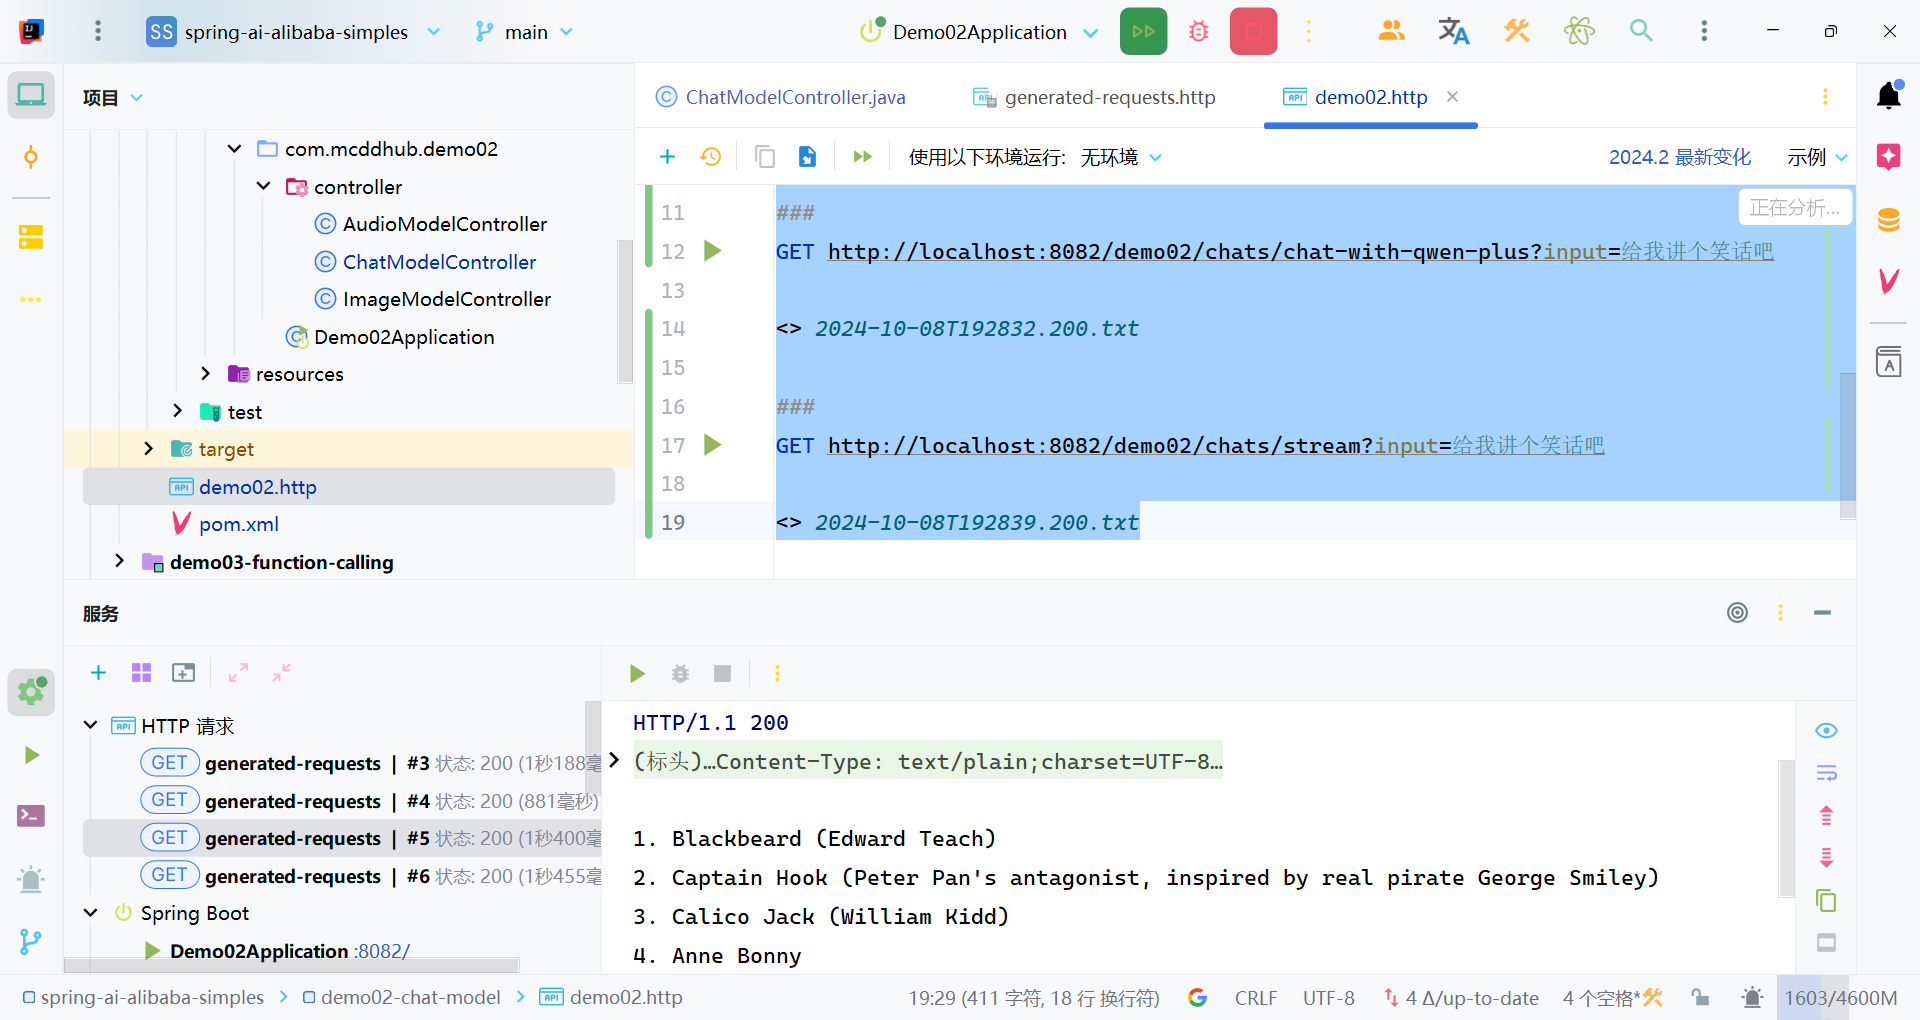 SS spring-ai-alibaba-simples main Demo02Application
项目
com.mcddhub.demo02
controller
AudioModelController
ChatModelController
ImageModelController
Demo02Application
resources
test
target
demo02.http
pom.xml
demo03-function-calling
ChatModelController.java generated-requests.http demo02.http
使用以下环境运行: 无环境 2024.2 最新变化 示例
正在分析...
11 ###
12 GET http://localhost:8082/demo02/chats/chat-with-qwen-plus?input=给我讲个笑话吧
13
14 <> 2024-10-08T192832.200.txt
15
16 ###
17 GET http://localhost:8082/demo02/chats/stream?input=给我讲个笑话吧
18
19 <> 2024-10-08T192839.200.txt
服务
HTTP 请求
GET generated-requests | #3 状态: 200 (1秒188毫
GET generated-requests | #4 状态: 200 (881毫秒)
GET generated-requests | #5 状态: 200 (1秒400毫
GET generated-requests | #6 状态: 200 (1秒455毫
Spring Boot
Demo02Application :8082/
HTTP/1.1 200
(标头)…Content-Type: text/plain;charset=UTF-8…
1. Blackbeard (Edward Teach)
2. Captain Hook (Peter Pan's antagonist, inspired by real pirate George Smiley)
3. Calico Jack (William Kidd)
4. Anne Bonny
spring-ai-alibaba-simples > demo02-chat-model > demo02.http 19:29 (411 字符, 18 行 换行符) CRLF UTF-8 4 Δ/up-to-date 4 个空格* 1603/4600M